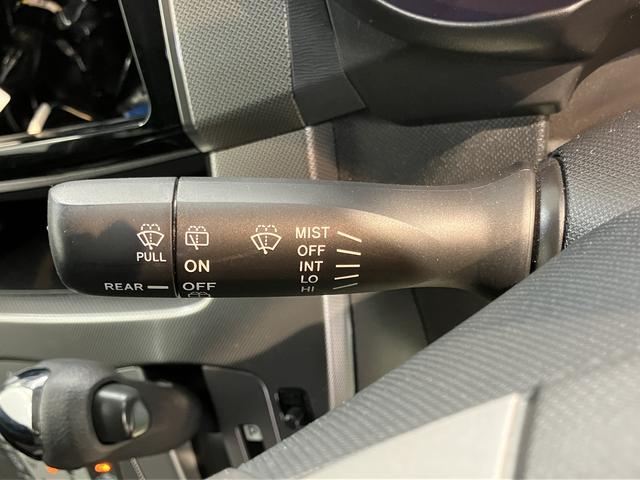 PULL
REAR
ON
OFF
MIST
OFF
INT
LO
HI